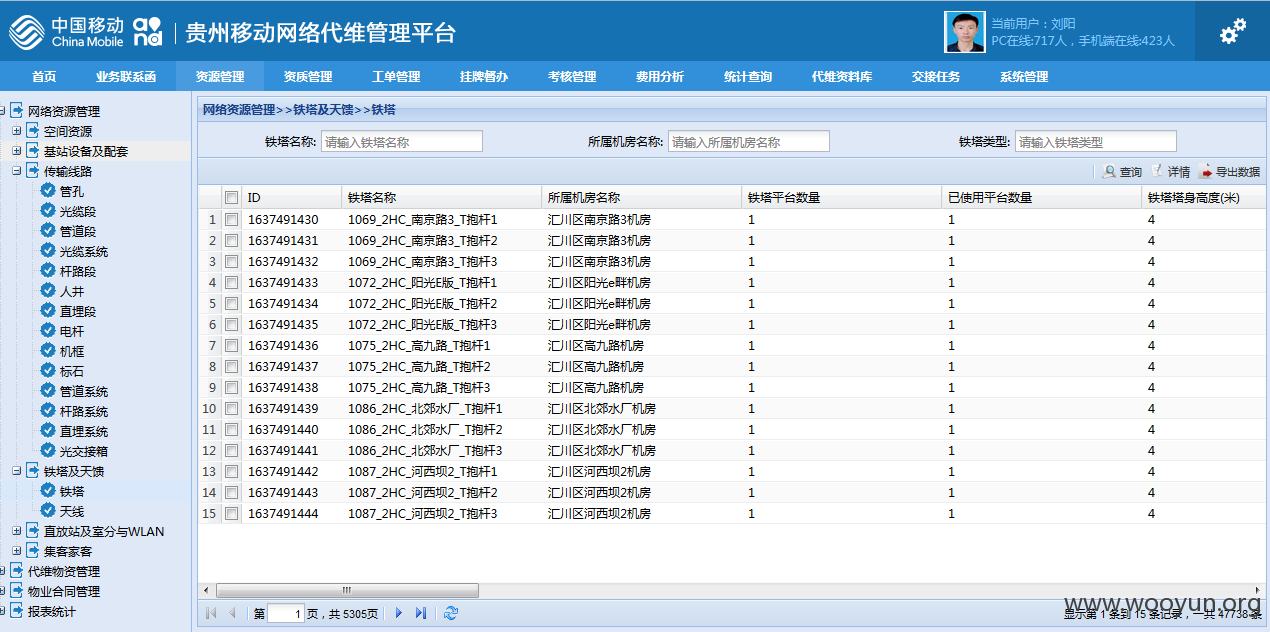 中国移动
China Mobile
and
贵州移动网络代维管理平台
当前用户：刘阳
PC在线:717人，手机端在线:423人
首页 业务联系函 资源管理 资质管理 工单管理 挂牌督办 考核管理 费用分析 统计查询 代维资料库 交接任务 系统管理
网络资源管理
空间资源
基站设备及配套
传输线路
管孔
光缆段
管道段
光缆系统
杆路段
人井
直埋段
电杆
机框
标石
管道系统
杆路系统
直埋系统
光交接箱
铁塔及天馈
铁塔
天线
直放站及室分与WLAN
集客家客
代维物资管理
物业合同管理
报表统计
网络资源管理>>铁塔及天馈>>铁塔
铁塔名称: 请输入铁塔名称 所属机房名称: 请输入所属机房名称 铁塔类型: 请输入铁塔类型
查询 详情 导出数据
ID 铁塔名称 所属机房名称 铁塔平台数量 已使用平台数量 铁塔塔身高度(米)
1 1637491430 1069_2HC_南京路3_T抱杆1 汇川区南京路3机房 1 1 4
2 1637491431 1069_2HC_南京路3_T抱杆2 汇川区南京路3机房 1 1 4
3 1637491432 1069_2HC_南京路3_T抱杆3 汇川区南京路3机房 1 1 4
4 1637491433 1072_2HC_阳光E版_T抱杆1 汇川区阳光e畔机房 1 1 4
5 1637491434 1072_2HC_阳光E版_T抱杆2 汇川区阳光e畔机房 1 1 4
6 1637491435 1072_2HC_阳光E版_T抱杆3 汇川区阳光e畔机房 1 1 4
7 1637491436 1075_2HC_高九路_T抱杆1 汇川区高九路机房 1 1 4
8 1637491437 1075_2HC_高九路_T抱杆2 汇川区高九路机房 1 1 4
9 1637491438 1075_2HC_高九路_T抱杆3 汇川区高九路机房 1 1 4
10 1637491439 1086_2HC_北郊水厂_T抱杆1 汇川区北郊水厂机房 1 1 4
11 1637491440 1086_2HC_北郊水厂_T抱杆2 汇川区北郊水厂机房 1 1 4
12 1637491441 1086_2HC_北郊水厂_T抱杆3 汇川区北郊水厂机房 1 1 4
13 1637491442 1087_2HC_河西坝2_T抱杆1 汇川区河西坝2机房 1 1 4
14 1637491443 1087_2HC_河西坝2_T抱杆2 汇川区河西坝2机房 1 1 4
15 1637491444 1087_2HC_河西坝2_T抱杆3 汇川区河西坝2机房 1 1 4
第 1 页，共 5305页
显示第 1 条到 15 条记录，一共 47738 条
www.wooyun.org